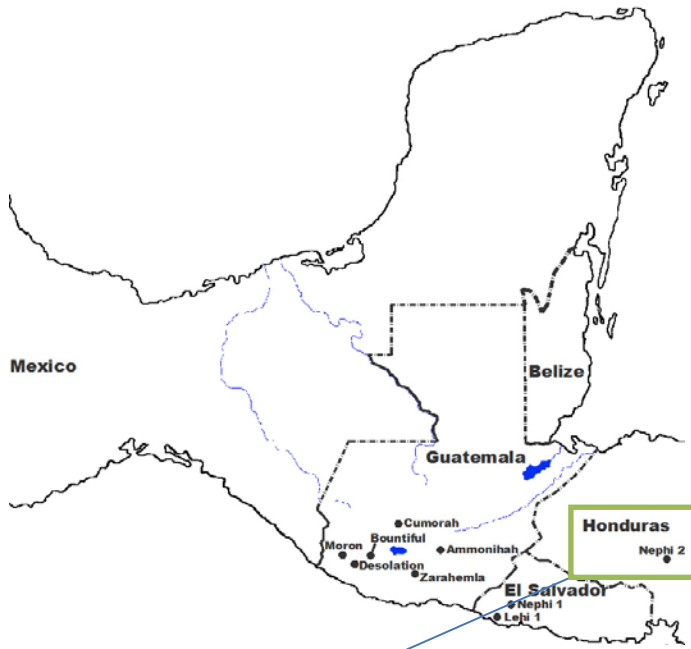 Mexico
Belize
Guatemala
Cumorah
Honduras
Bountiful
Moron
Ammonihah
Nephi 2
Desolation
Zarahemla
El Salvador
Nephi 1
Lehi 1